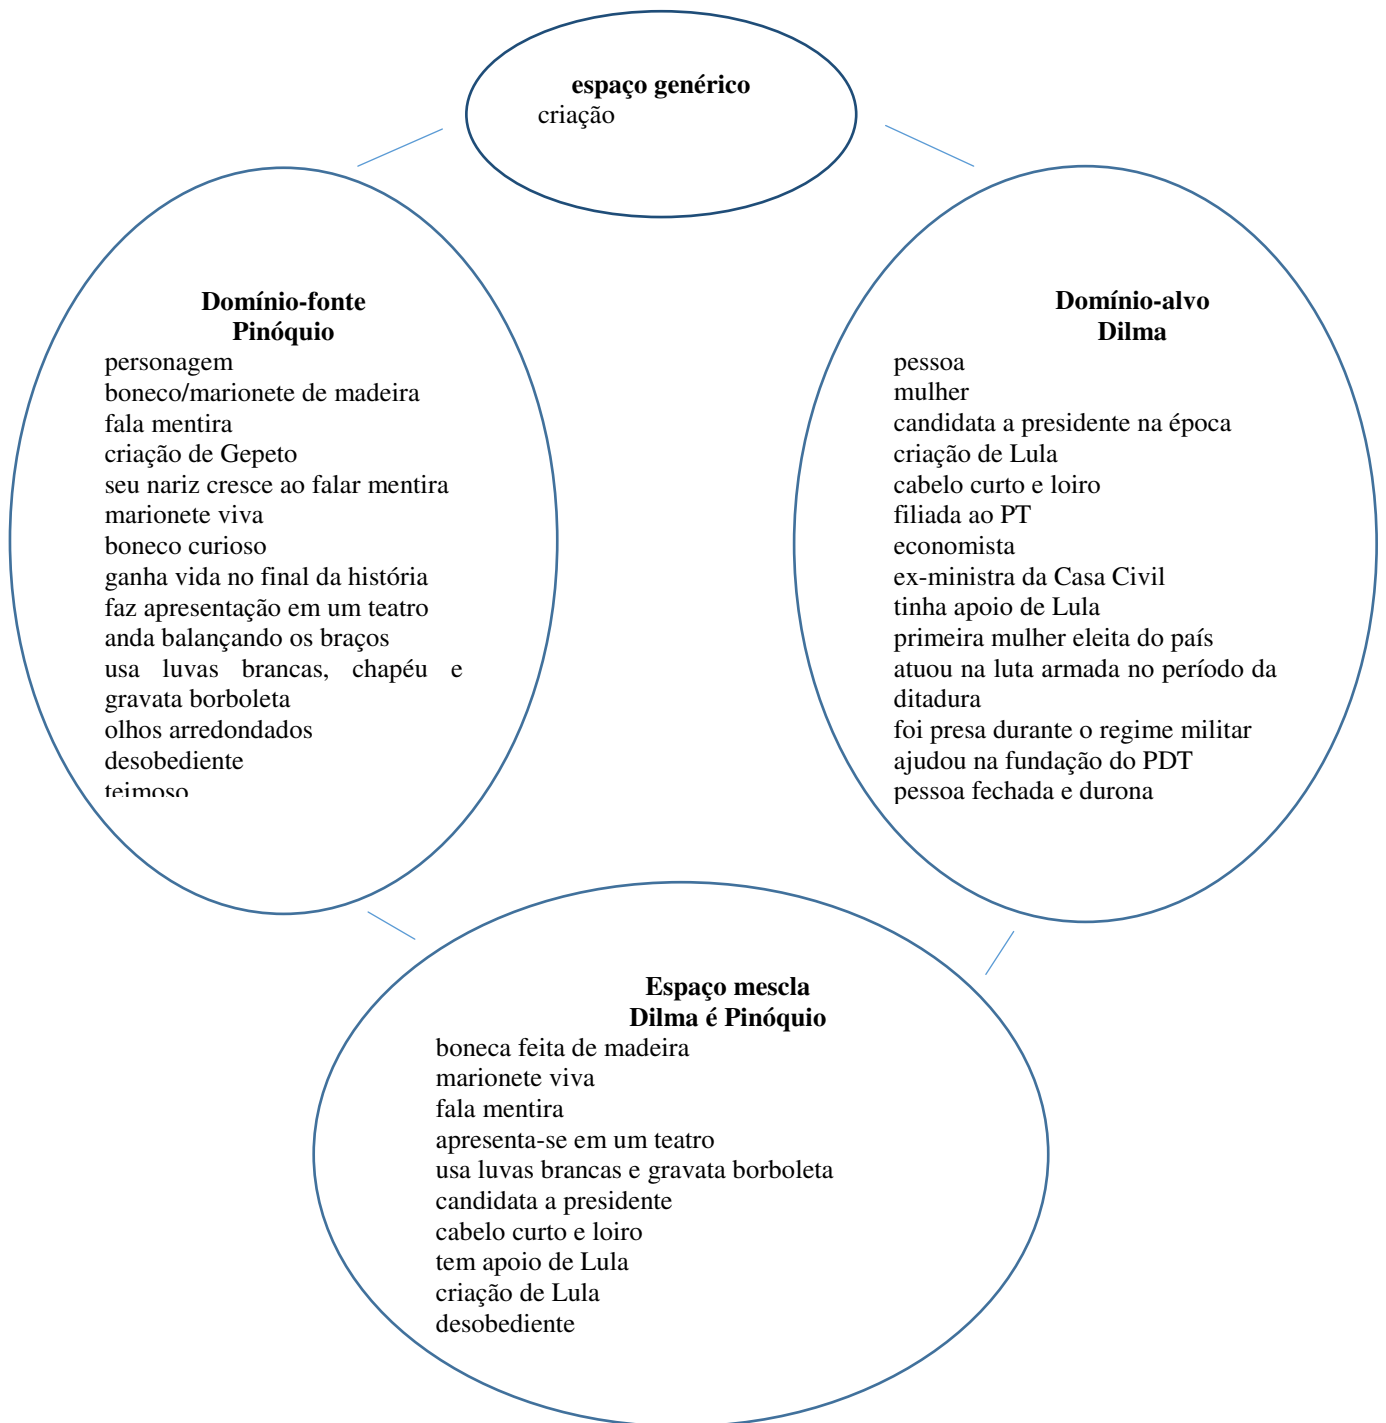 espaço genérico
criação
Domínio-fonte
Pinóquio
personagem
boneco/marionete de madeira
fala mentira
criação de Gepeto
seu nariz cresce ao falar mentira
marionete viva
boneco curioso
ganha vida no final da história
faz apresentação em um teatro
anda balançando os braços
usa luvas brancas, chapéu e
gravata borboleta
olhos arredondados
desobediente
teimoso
Domínio-alvo
Dilma
pessoa
mulher
candidata a presidente na época
criação de Lula
cabelo curto e loiro
filiada ao PT
economista
ex-ministra da Casa Civil
tinha apoio de Lula
primeira mulher eleita do país
atuou na luta armada no período da
ditadura
foi presa durante o regime militar
ajudou na fundação do PDT
pessoa fechada e durona
Espaço mescla
Dilma é Pinóquio
boneca feita de madeira
marionete viva
fala mentira
apresenta-se em um teatro
usa luvas brancas e gravata borboleta
candidata a presidente
cabelo curto e loiro
tem apoio de Lula
criação de Lula
desobediente